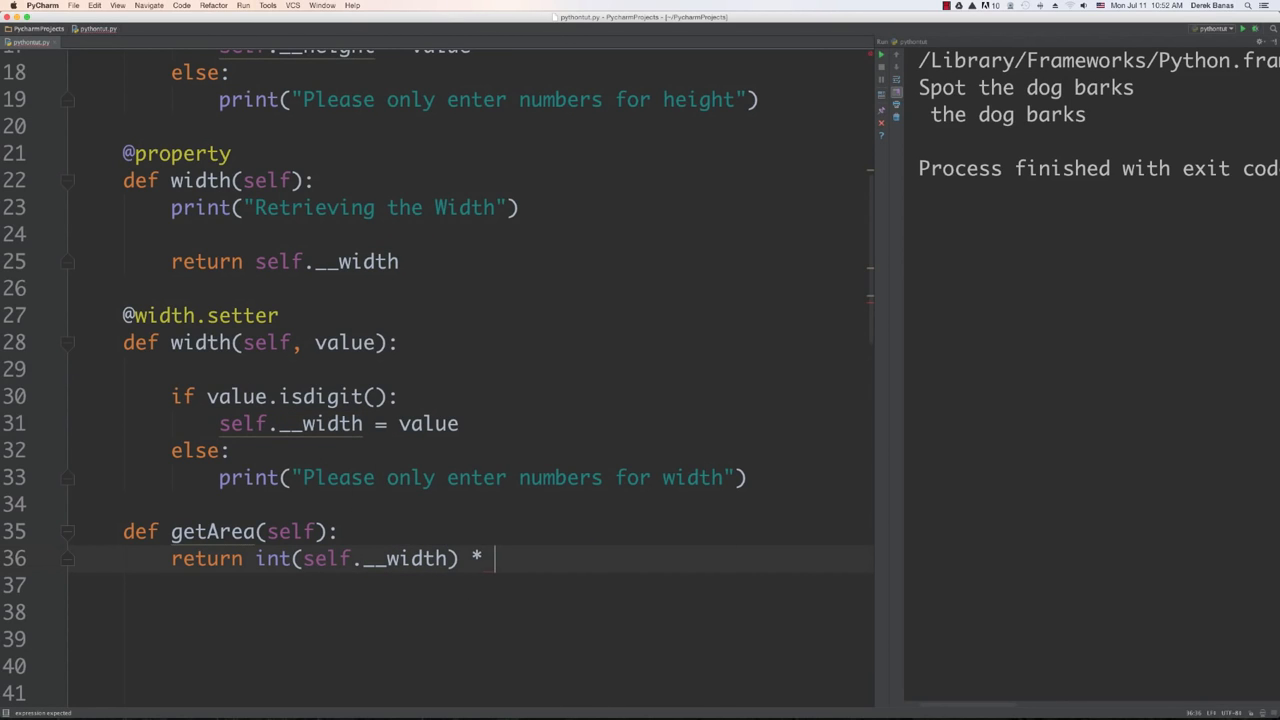 PyCharm File Edit View Navigate Code Refactor Run Tools VCS Window Help
10 Mon Jul 11 10:52 AM Derek Banas
pythontut.py - PycharmProjects - [~/PycharmProjects]
PycharmProjects pythontut.py pythontut
pythontut.py
Run pythontut
self.__height = value
18 else:
19 print("Please only enter numbers for height")
20
21 @property
22 def width(self):
23 print("Retrieving the Width")
24
25 return self.__width
26
27 @width.setter
28 def width(self, value):
29
30 if value.isdigit():
31 self.__width = value
32 else:
33 print("Please only enter numbers for width")
34
35 def getArea(self):
36 return int(self.__width) *
37
38
39
40
41
/Library/Frameworks/Python.fra
Spot the dog barks
the dog barks
Process finished with exit cod
expression expected
36:36 LF≠ UTF-8≠